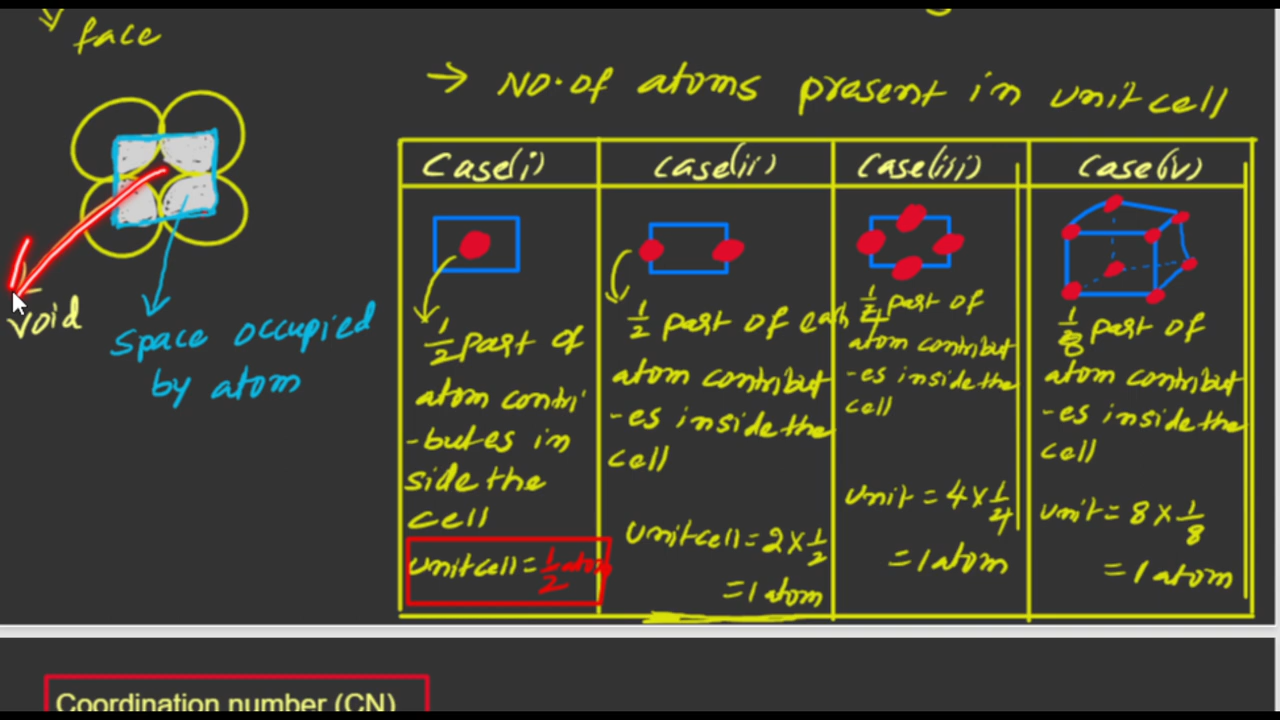 face
→ NO. of atoms present in unit cell
void
space occupied
by atom
Case(i)
1/2 part of
atom contri
-butes in
side the
cell
unitcell = 1/2 atom
case(ii)
1/2 part of each
atom contribut
-es inside the
cell
unitcell = 2 × 1/2
= 1 atom
Case(iii)
1/4 part of
atom contribut
-es inside the
cell
unit = 4 × 1/4
= 1 atom
Case(iv)
1/8 part of
atom contribut
-es inside the
cell
unit = 8 × 1/8
= 1 atom
Coordination number (CN)